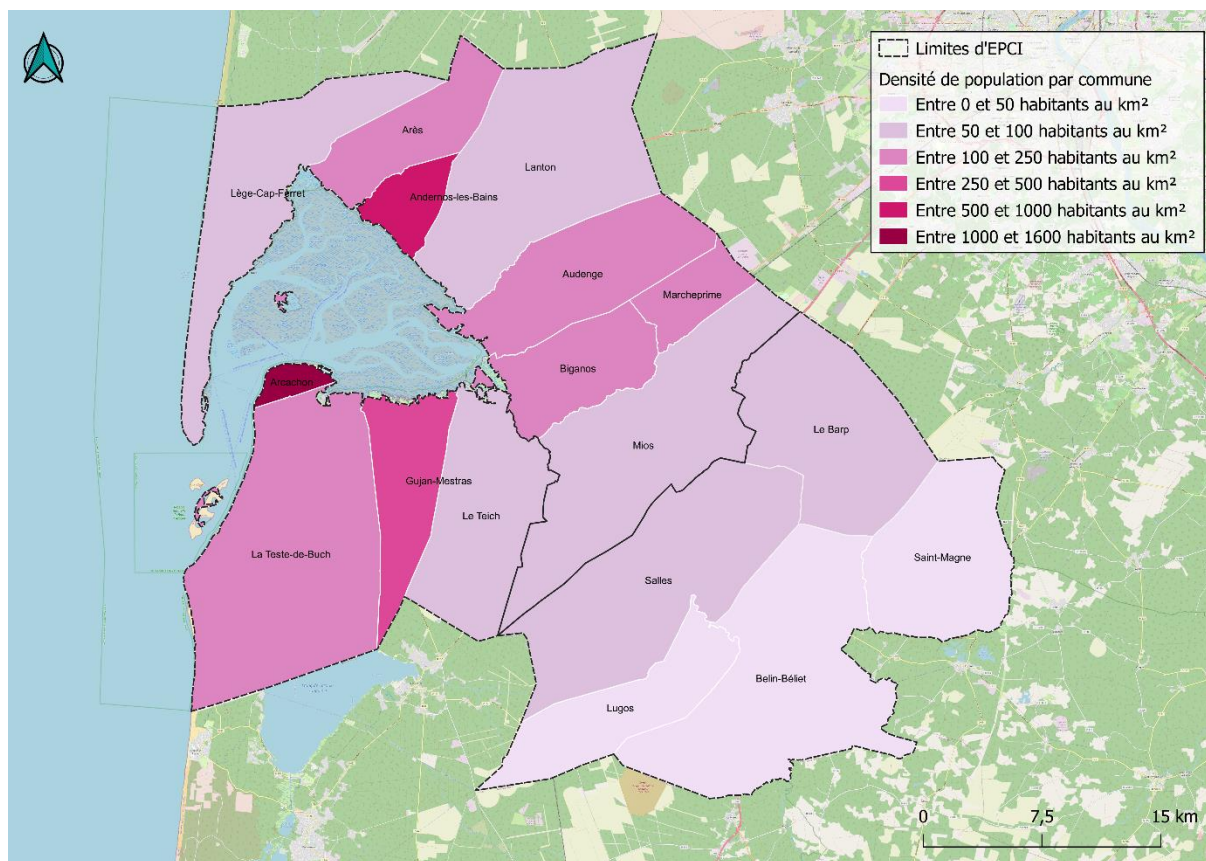 Limites d'EPCI
Densité de population par commune
Entre 0 et 50 habitants au km²
Entre 50 et 100 habitants au km²
Entre 100 et 250 habitants au km²
Entre 250 et 500 habitants au km²
Entre 500 et 1000 habitants au km²
Entre 1000 et 1600 habitants au km²
Arès
Lanton
Lège-Cap-Ferret
Andernos-les-Bains
Audenge
Marcheprime
Biganos
Arcachon
Le Barp
Mios
Gujan-Mestras
Le Teich
La Teste-de-Buch
Saint-Magne
Salles
Belin-Béliet
Lugos
0 7,5 15 km